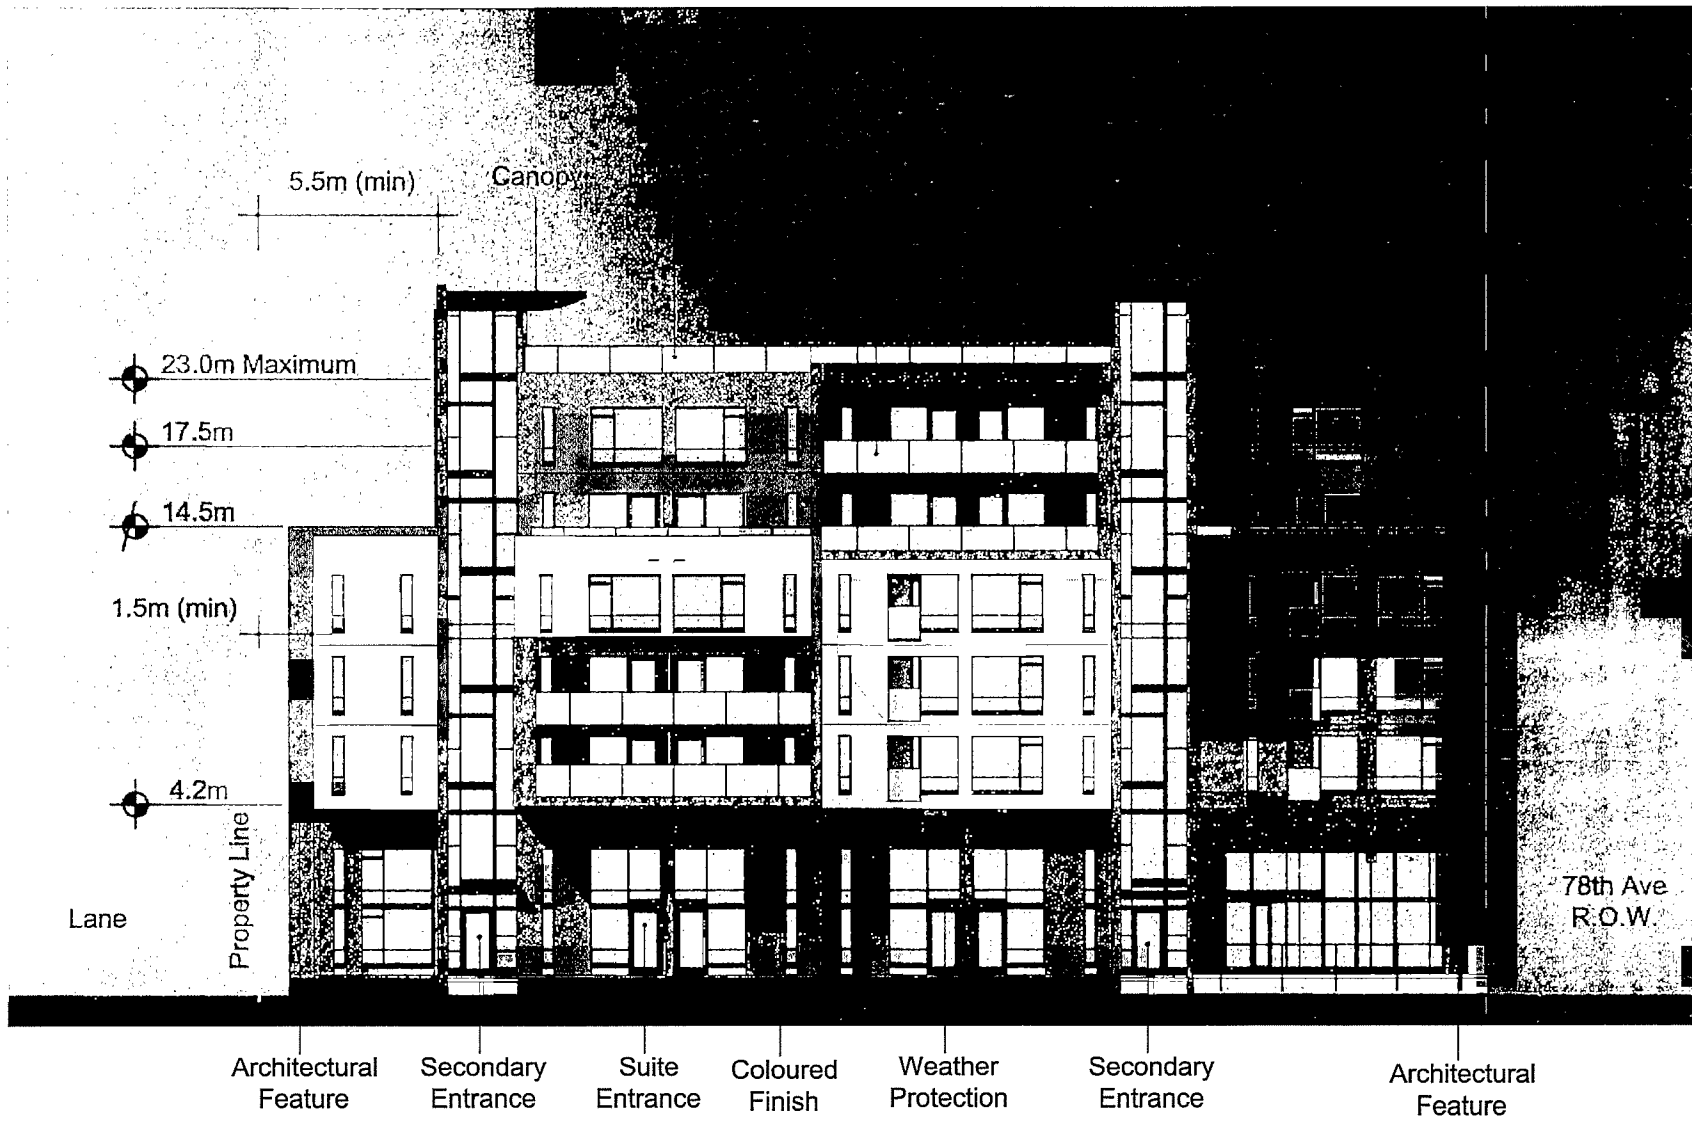 5.5m (min)
Canopy
23.0m Maximum
17.5m
14.5m
1.5m (min)
4.2m
Property Line
Lane
78th Ave
R.O.W.
Architectural
Feature
Secondary
Entrance
Suite
Entrance
Coloured
Finish
Weather
Protection
Secondary
Entrance
Architectural
Feature